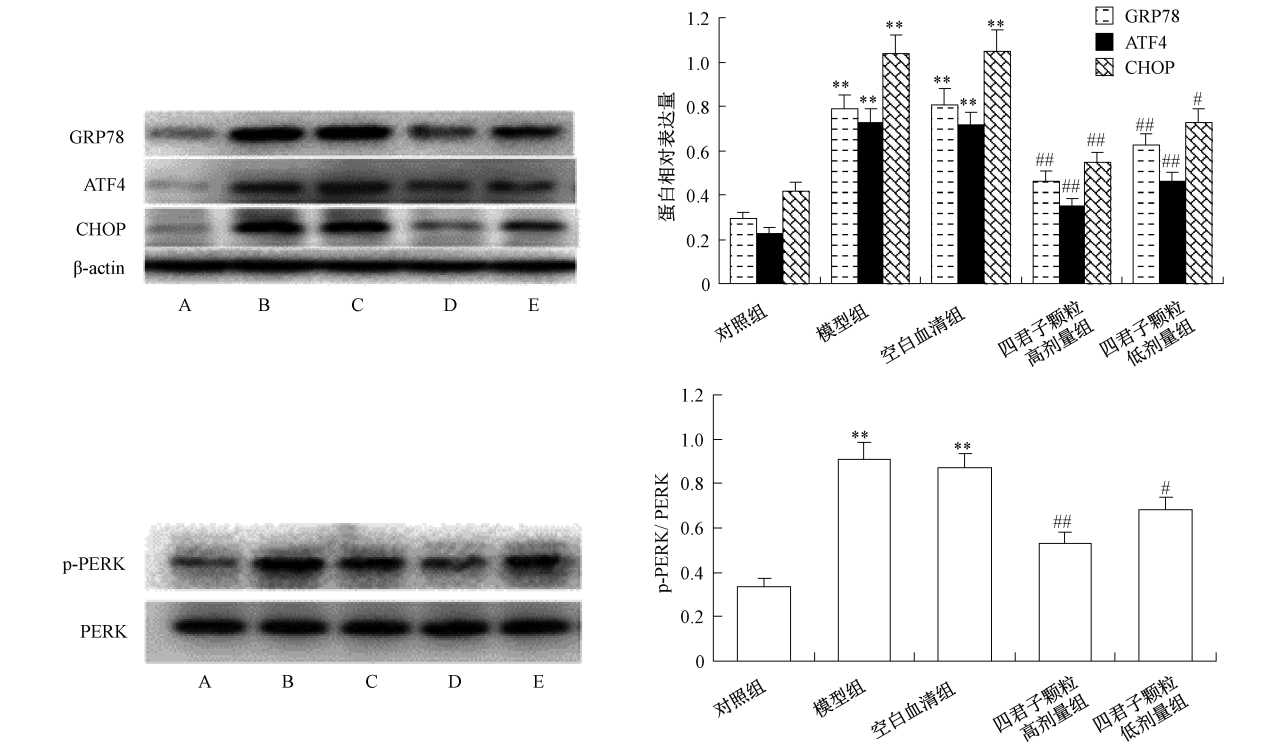 GRP78
ATF4
CHOP
β-actin
A B C D E
1.2
1.0
0.8
0.6
0.4
0.2
0
蛋白相对表达量
GRP78
ATF4
CHOP
** ** **
** ** **
## ## ##
## ## #
对照组
模型组
空白血清组
四君子颗粒
高剂量组
四君子颗粒
低剂量组
p-PERK
PERK
A B C D E
1.2
1.0
0.8
0.6
0.4
0.2
0
p-PERK/ PERK
**
**
##
#
对照组
模型组
空白血清组
四君子颗粒
高剂量组
四君子颗粒
低剂量组